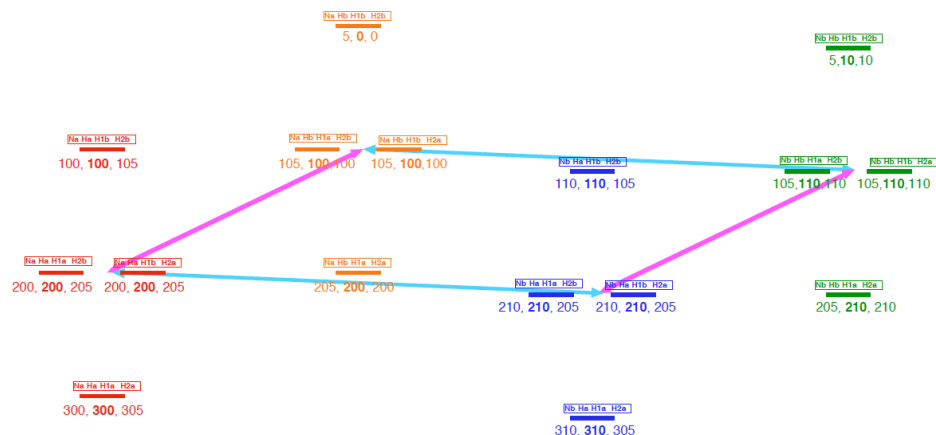 Na Hb H1b H2b
5, 0, 0
Nb Hb H1b H2b
5,10,10
Na Ha H1b H2b
100, 100, 105
Na Hb H1a H2b
105, 100,100
Na Hb H1b H2a
105, 100,100
Nb Ha H1b H2b
110, 110, 105
Nb Hb H1a H2b
105,110,110
Nb Hb H1b H2a
105,110,110
Na Ha H1a H2b
200, 200, 205
Na Ha H1b H2a
200, 200, 205
Na Hb H1a H2a
205, 200, 200
Nb Ha H1a H2b
210, 210, 205
Nb Ha H1b H2a
210, 210, 205
Nb Hb H1a H2a
205, 210, 210
Na Ha H1a H2a
300, 300, 305
Nb Ha H1a H2a
310, 310, 305